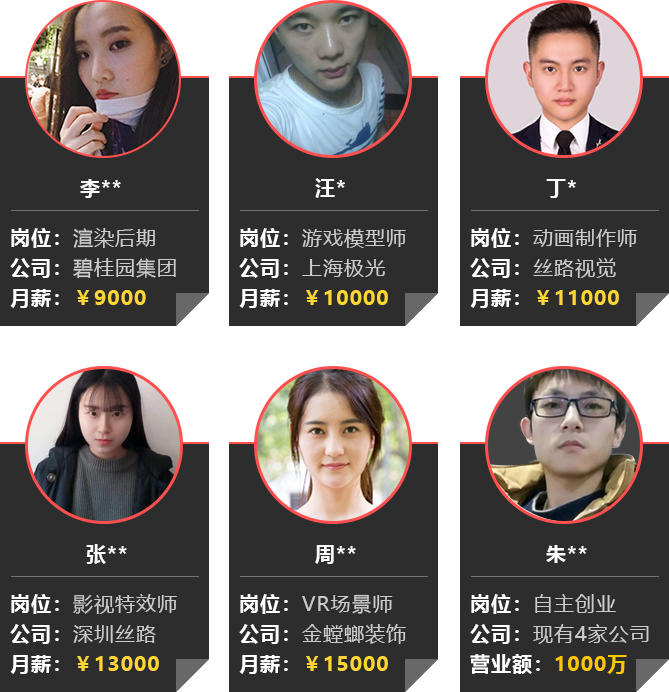 李**
岗位：渲染后期
公司：碧桂园集团
月薪：￥9000
汪*
岗位：游戏模型师
公司：上海极光
月薪：￥10000
丁*
岗位：动画制作师
公司：丝路视觉
月薪：￥11000
张**
岗位：影视特效师
公司：深圳丝路
月薪：￥13000
周**
岗位：VR场景师
公司：金螳螂装饰
月薪：￥15000
朱**
岗位：自主创业
公司：现有4家公司
营业额：1000万